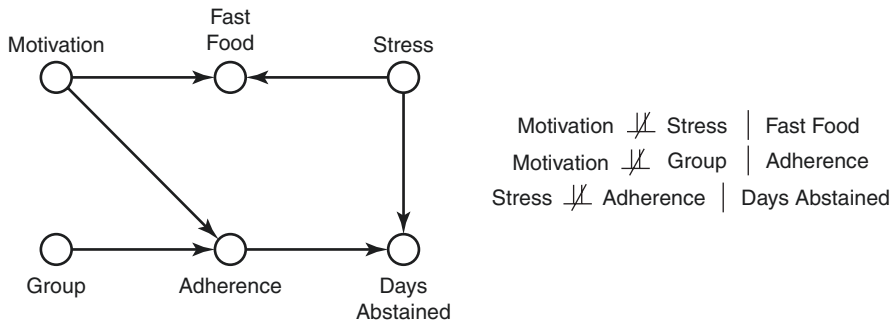 Fast
Food
Motivation
Stress
Group
Adherence
Days
Abstained
Motivation ⫫̸ Stress | Fast Food
Motivation ⫫̸ Group | Adherence
Stress ⫫̸ Adherence | Days Abstained